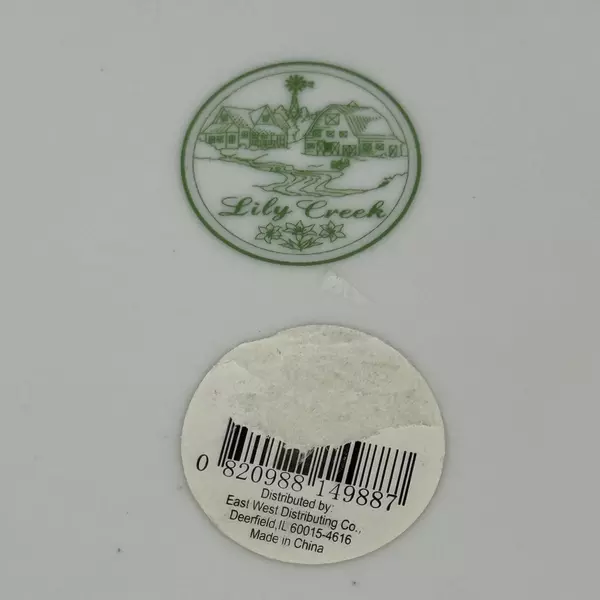 Lily Creek
0 820988 149887
Distributed by:
East West Distributing Co.,
Deerfield,IL 60015-4616
Made in China